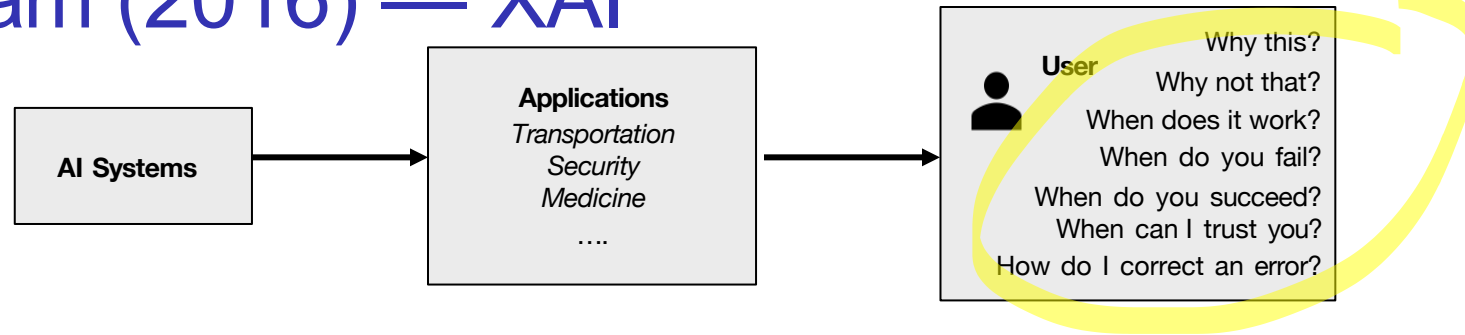 (2016) — XAI
AI Systems
Applications
Transportation
Security
Medicine
….
User
Why this?
Why not that?
When does it work?
When do you fail?
When do you succeed?
When can I trust you?
How do I correct an error?